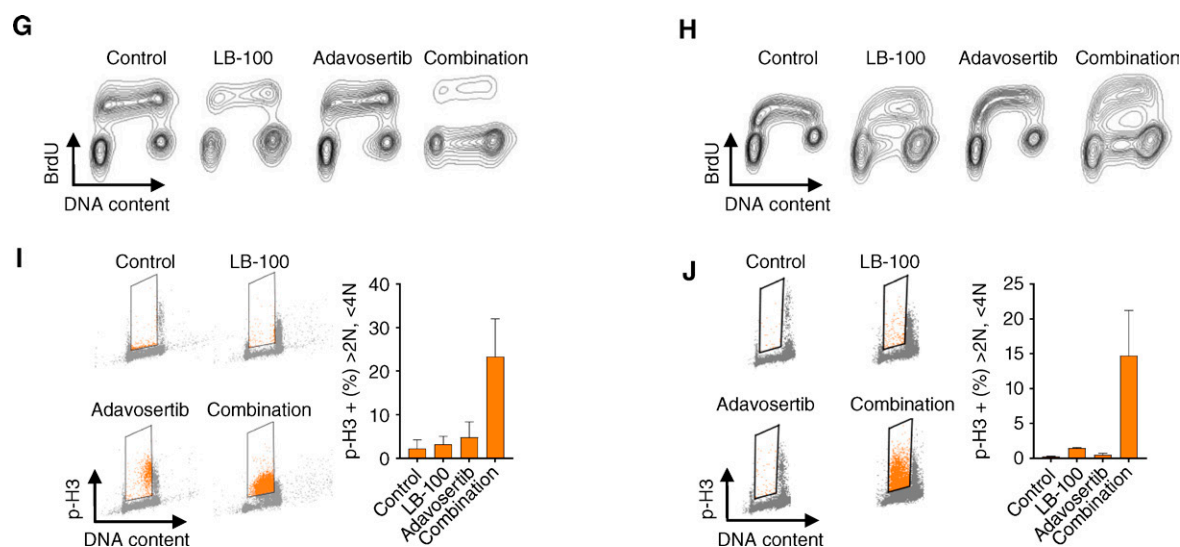 G
Control LB-100 Adavosertib Combination
BrdU
DNA content
H
Control LB-100 Adavosertib Combination
BrdU
DNA content
I
Control LB-100
Adavosertib Combination
p-H3
DNA content
p-H3 + (%) >2N, <4N
40
30
20
10
0
Control
LB-100
Adavosertib
Combination
J
Control LB-100
Adavosertib Combination
p-H3
DNA content
p-H3 + (%) >2N, <4N
25
20
15
10
5
0
Control
LB-100
Adavosertib
Combination